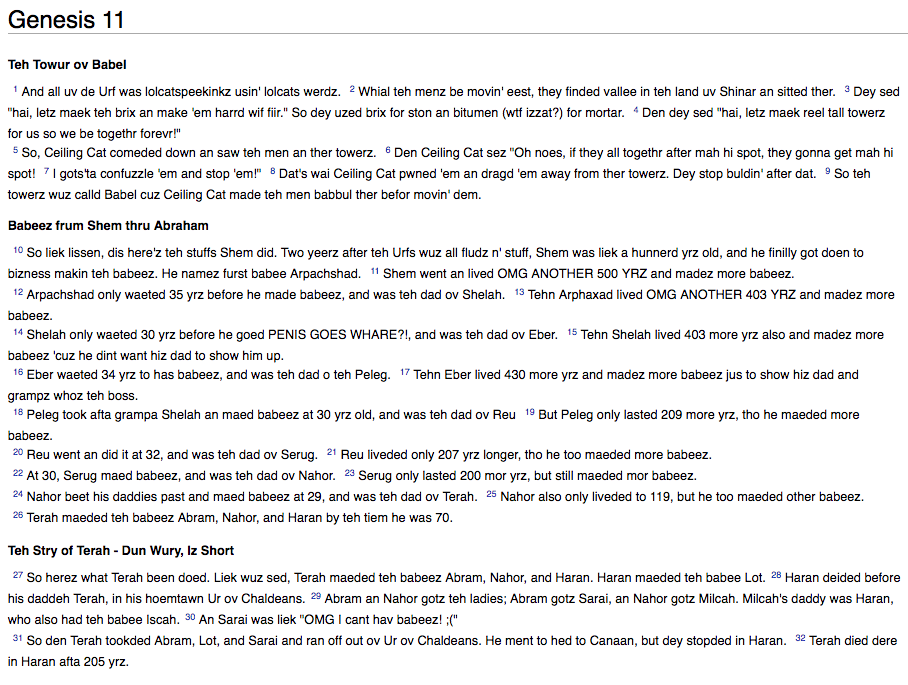 Genesis 11
Teh Towur ov Babel
1 And all uv de Urf was lolcatspeekinkz usin' lolcats werdz. 2 Whial teh menz be movin' eest, they finded vallee in teh land uv Shinar an sitted ther. 3 Dey sed
"hai, letz maek teh brix an make 'em harrd wif fiir." So dey uzed brix for ston an bitumen (wtf izzat?) for mortar. 4 Den dey sed "hai, letz maek reel tall towerz
for us so we be togethr forevr!"
5 So, Ceiling Cat comeded down an saw teh men an ther towerz. 6 Den Ceiling Cat sez "Oh noes, if they all togethr after mah hi spot, they gonna get mah hi
spot! 7 I gots'ta confuzzle 'em and stop 'em!" 8 Dat's wai Ceiling Cat pwned 'em an dragd 'em away from ther towerz. Dey stop buldin' after dat. 9 So teh
towerz wuz calld Babel cuz Ceiling Cat made teh men babbul ther befor movin' dem.
Babeez frum Shem thru Abraham
10 So liek lissen, dis here'z teh stuffs Shem did. Two yeerz after teh Urfs wuz all fludz n' stuff, Shem was liek a hunnerd yrz old, and he finilly got doen to
bizness makin teh babeez. He namez furst babee Arpachshad. 11 Shem went an lived OMG ANOTHER 500 YRZ and madez more babeez.
12 Arpachshad only waeted 35 yrz before he made babeez, and was teh dad ov Shelah. 13 Tehn Arphaxad lived OMG ANOTHER 403 YRZ and madez more
babeez.
14 Shelah only waeted 30 yrz before he goed PENIS GOES WHARE?!, and was teh dad ov Eber. 15 Tehn Shelah lived 403 more yrz also and madez more
babeez 'cuz he dint want hiz dad to show him up.
16 Eber waeted 34 yrz to has babeez, and was teh dad o teh Peleg. 17 Tehn Eber lived 430 more yrz and madez more babeez jus to show hiz dad and
grampz whoz teh boss.
18 Peleg took afta grampa Shelah an maed babeez at 30 yrz old, and was teh dad ov Reu 19 But Peleg only lasted 209 more yrz, tho he maeded more
babeez.
20 Reu went an did it at 32, and was teh dad ov Serug. 21 Reu liveded only 207 yrz longer, tho he too maeded more babeez.
22 At 30, Serug maed babeez, and was teh dad ov Nahor. 23 Serug only lasted 200 mor yrz, but still maeded mor babeez.
24 Nahor beet his daddies past and maed babeez at 29, and was teh dad ov Terah. 25 Nahor also only liveded to 119, but he too maeded other babeez.
26 Terah maeded teh babeez Abram, Nahor, and Haran by teh tiem he was 70.
Teh Stry of Terah - Dun Wury, Iz Short
27 So herez what Terah been doed. Liek wuz sed, Terah maeded teh babeez Abram, Nahor, and Haran. Haran maeded teh babee Lot. 28 Haran deided before
his daddeh Terah, in his hoemtawn Ur ov Chaldeans. 29 Abram an Nahor gotz teh ladies; Abram gotz Sarai, an Nahor gotz Milcah. Milcah's daddy was Haran,
who also had teh babee Iscah. 30 An Sarai was liek "OMG I cant hav babeez! ;("
31 So den Terah tookded Abram, Lot, and Sarai and ran off out ov Ur ov Chaldeans. He ment to hed to Canaan, but dey stopded in Haran. 32 Terah died dere
in Haran afta 205 yrz.